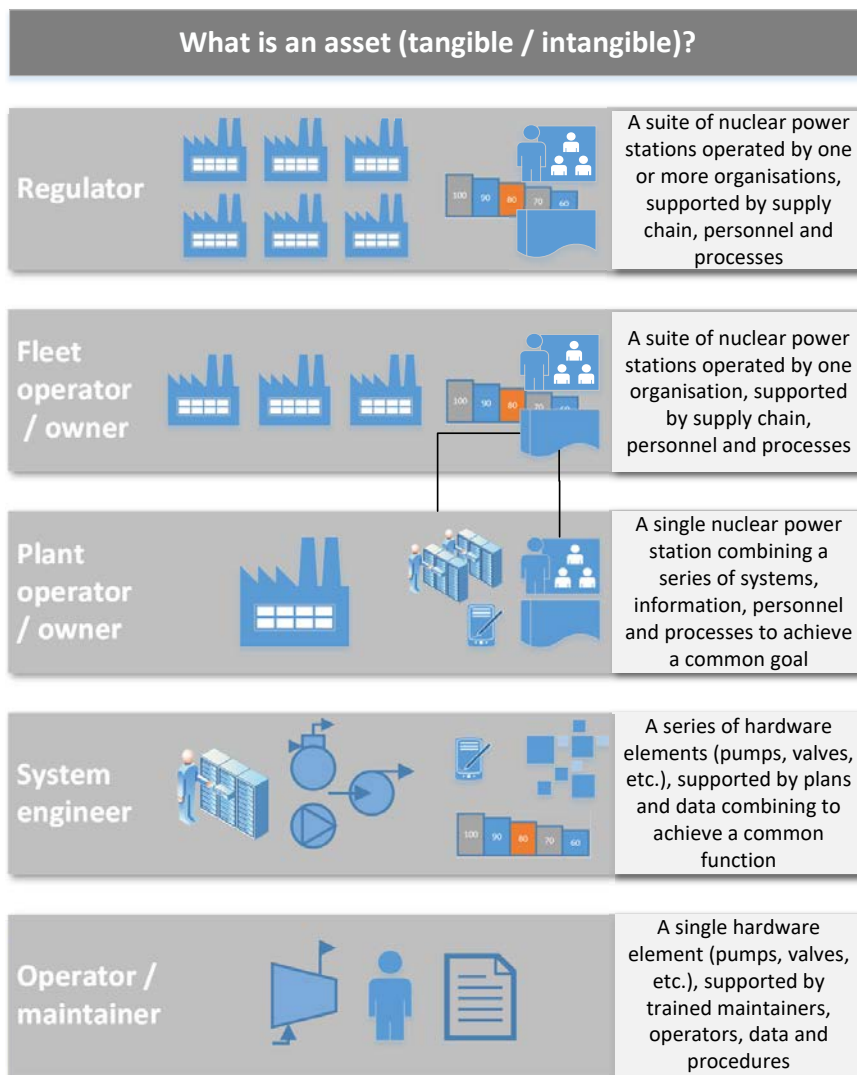 What is an asset (tangible / intangible)?
Regulator
100 90 80 70 60
A suite of nuclear power
stations operated by one
or more organisations,
supported by supply
chain, personnel and
processes
Fleet
operator
/ owner
100 90 80 70 60
A suite of nuclear power
stations operated by one
organisation, supported
by supply chain,
personnel and processes
Plant
operator
/ owner
A single nuclear power
station combining a
series of systems,
information, personnel
and processes to achieve
a common goal
System
engineer
100 90 80 70 60
A series of hardware
elements (pumps, valves,
etc.), supported by plans
and data combining to
achieve a common
function
Operator /
maintainer
A single hardware
element (pumps, valves,
etc.), supported by
trained maintainers,
operators, data and
procedures